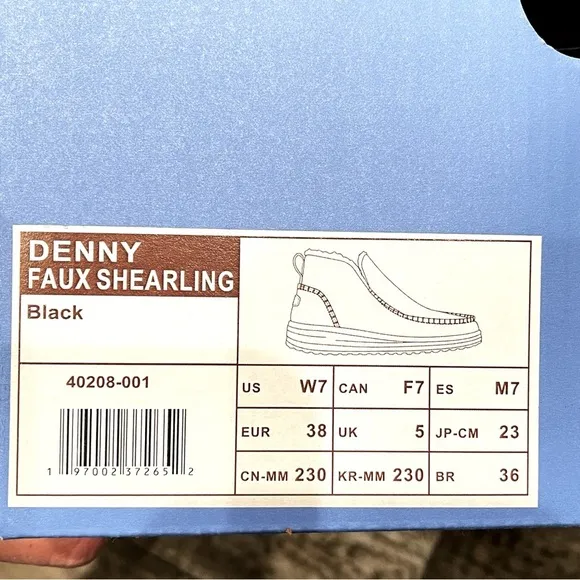 DENNY
FAUX SHEARLING
Black
40208-001
1 97002 37265 2
US W7 CAN F7 ES M7
EUR 38 UK 5 JP-CM 23
CN-MM 230 KR-MM 230 BR 36